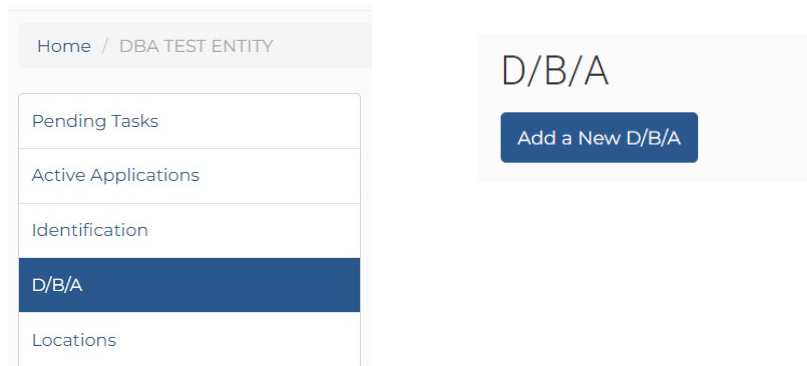 Home / DBA TEST ENTITY
Pending Tasks
Active Applications
Identification
D/B/A
Locations
D/B/A
Add a New D/B/A